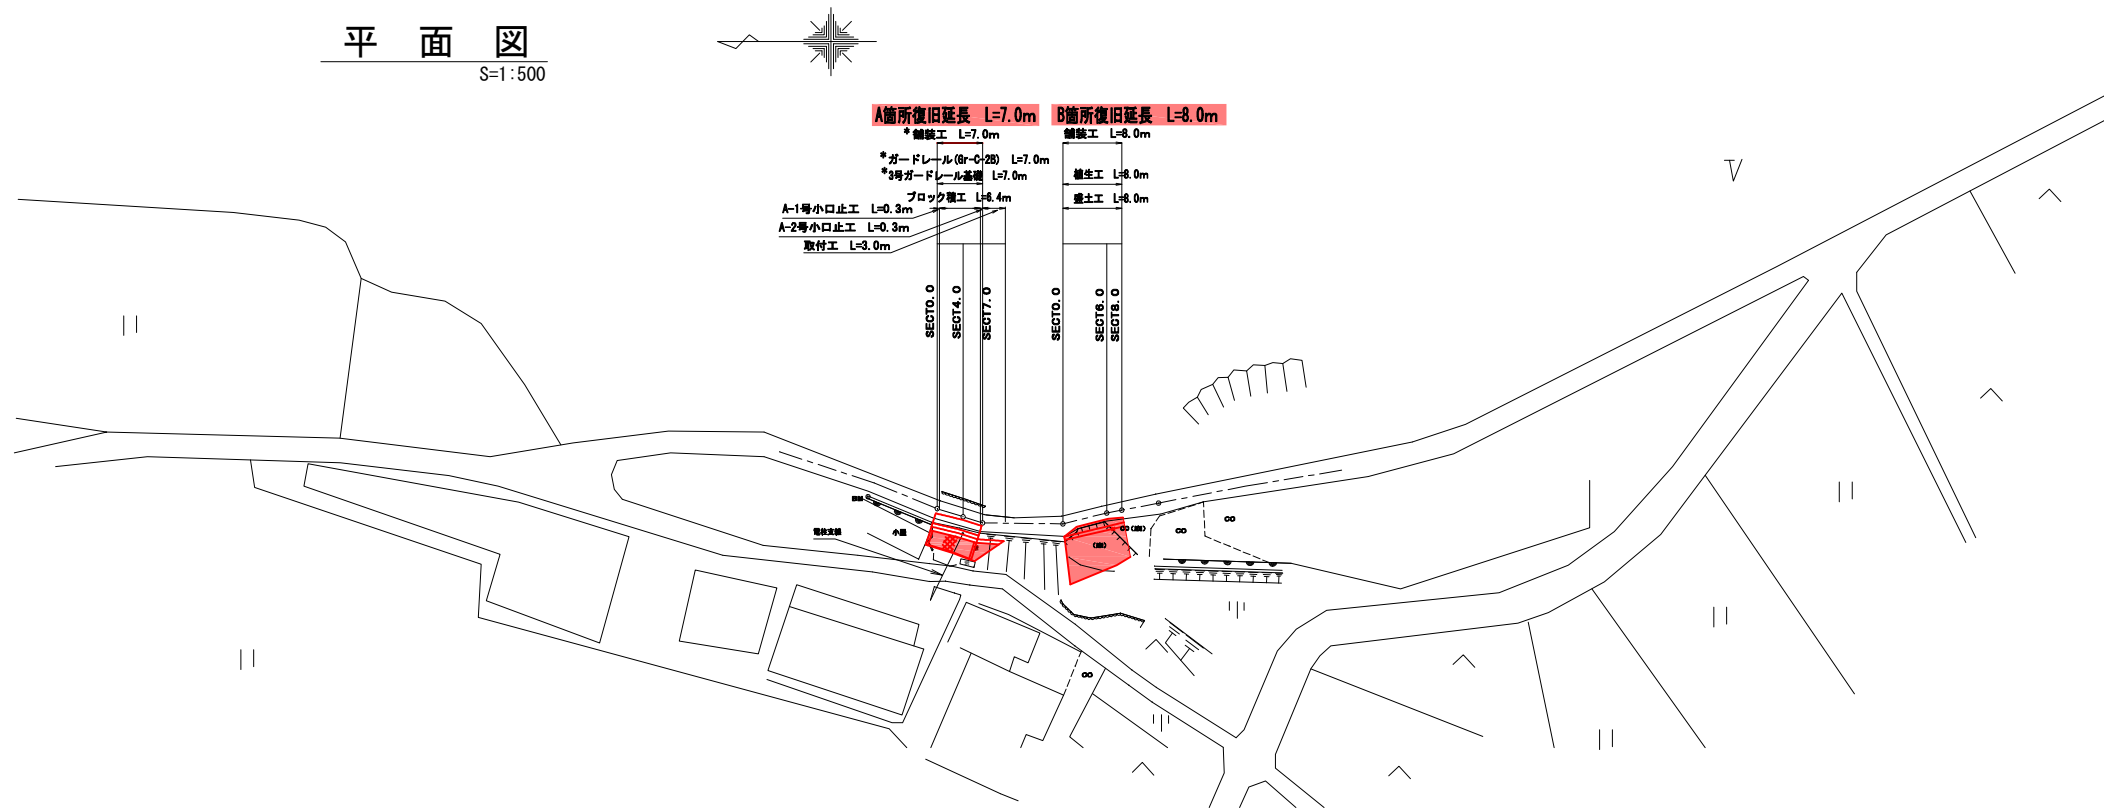 平 面 図
S=1:500
A箇所復旧延長 L=7.0m
B箇所復旧延長 L=8.0m
*舗装工 L=7.0m
舗装工 L=8.0m
*ガードレール(Gr-C-2B) L=7.0m
*3号ガードレール基礎 L=7.0m
植生工 L=8.0m
ブロック積工 L=6.4m
盛土工 L=8.0m
A-1号小口止工 L=0.3m
A-2号小口止工 L=0.3m
取付工 L=3.0m
SECT0.0
SECT4.0
SECT7.0
SECT0.0
SECT6.0
SECT8.0
電柱支線
小屋
CO
CO
CO